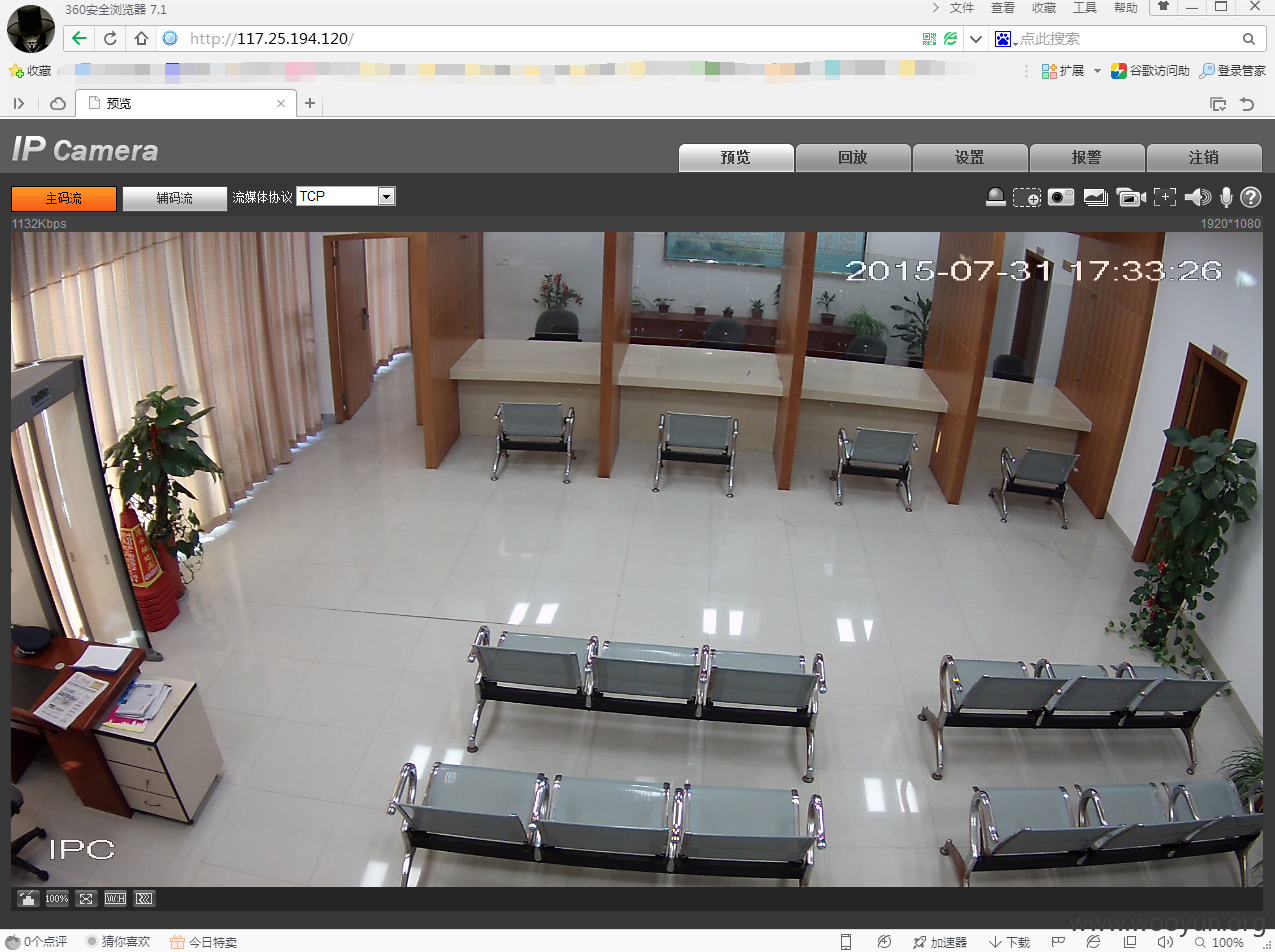 360安全浏览器 7.1
文件 查看 收藏 工具 帮助
http://117.25.194.120/
点此搜索
收藏
扩展 谷歌访问助 登录管家
预览
IP Camera
预览 回放 设置 报警 注销
主码流 辅码流 流媒体协议 TCP
1132Kbps 1920*1080
2015-07-31 17:33:26
IPC
100% W:H
www.wooyun.org
0个点评 猜你喜欢 今日特卖 加速器 下载 100%